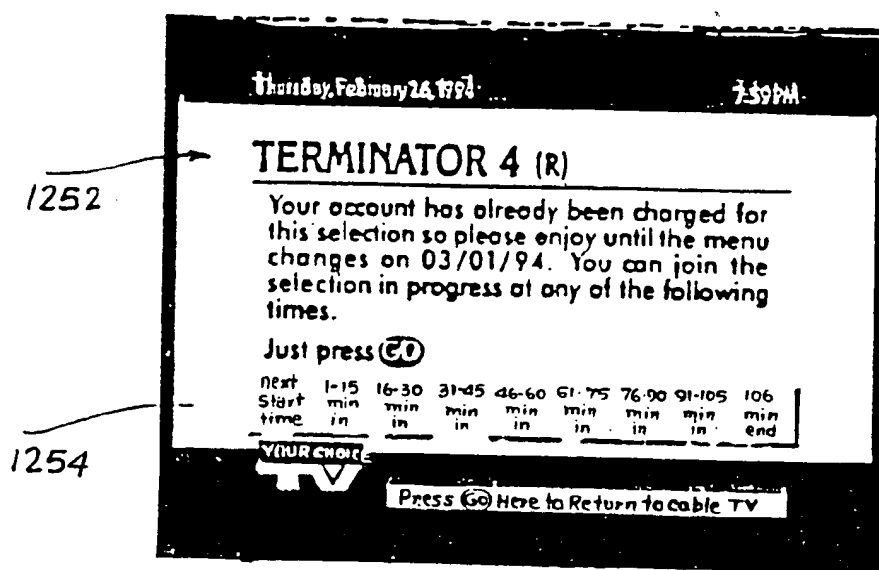 Thursday, February 26, 1994 7:59PM
TERMINATOR 4 (R)
1252
Your account has already been charged for
this selection so please enjoy until the menu
changes on 03/01/94. You can join the
selection in progress at any of the following
times.
Just press GO
next 1-15 16-30 31-45 46-60 61-75 76-90 91-105 106
start min min min min min min min min
time in in in in in in in end
1254
YOUR CHOICE
TV
Press GO Here to Return to cable TV